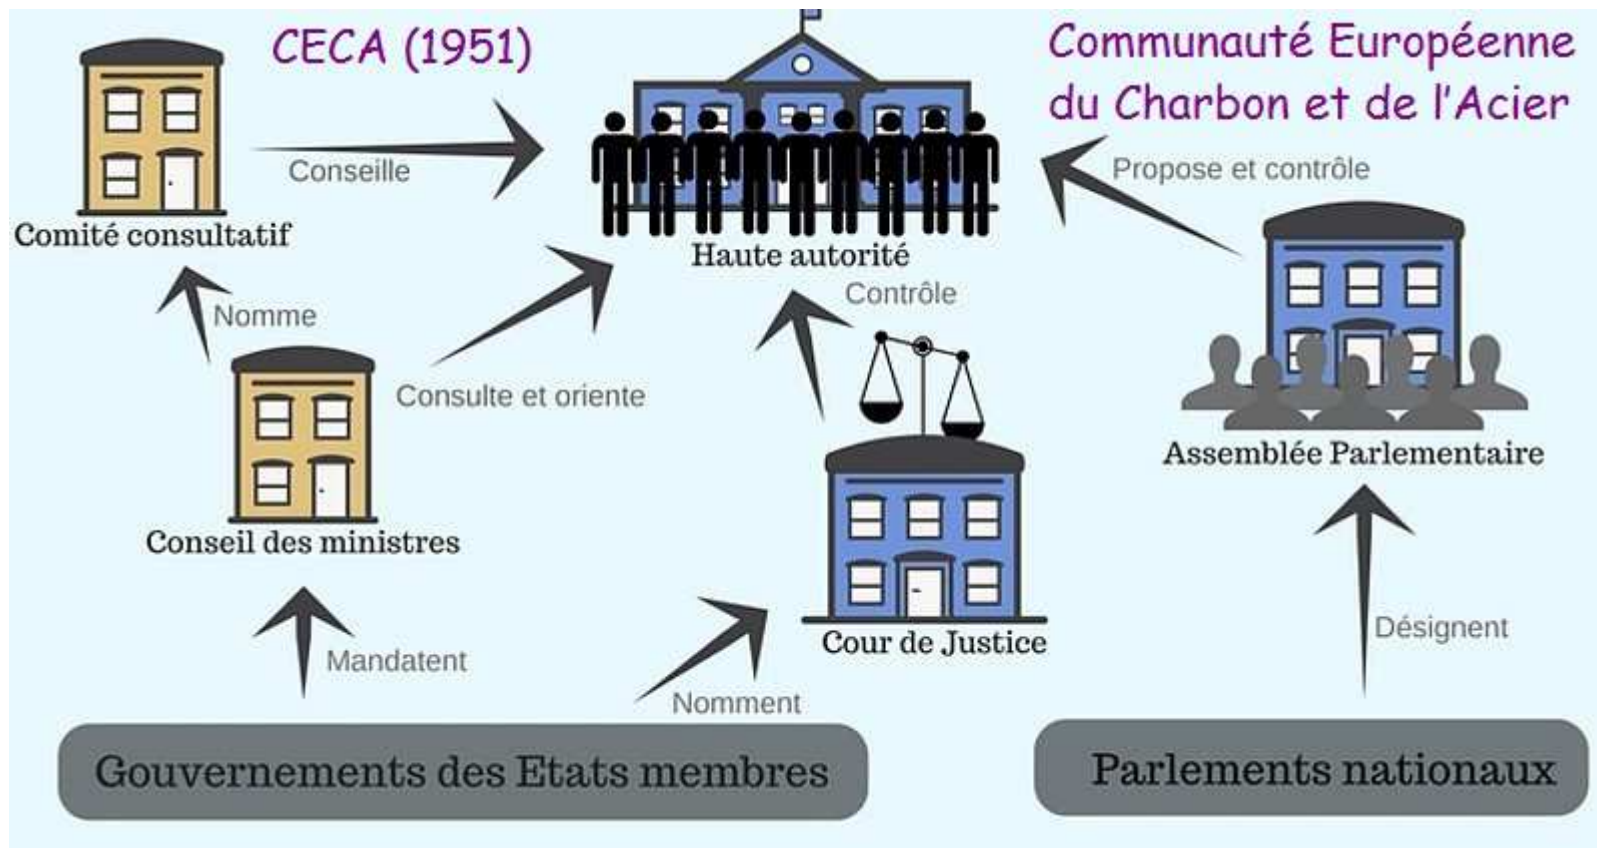 CECA (1951)
Communauté Européenne
du Charbon et de l'Acier
Conseille
Propose et contrôle
Comité consultatif
Haute autorité
Nomme
Contrôle
Consulte et oriente
Assemblée Parlementaire
Conseil des ministres
Cour de Justice
Mandatent
Nomment
Désignent
Gouvernements des Etats membres
Parlements nationaux